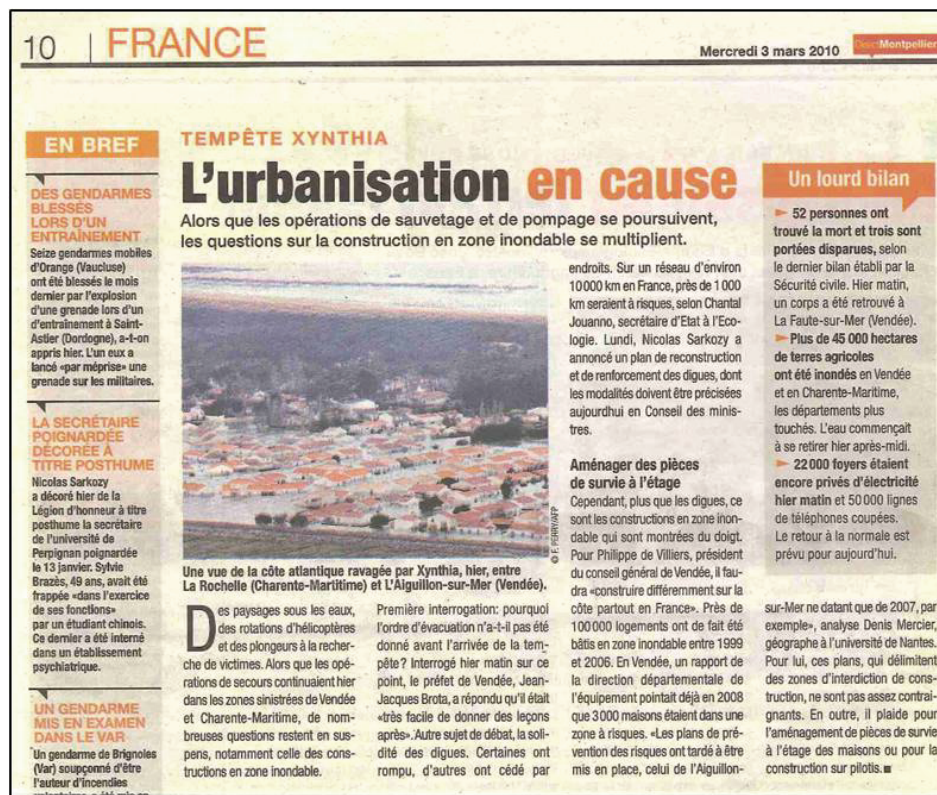 10 | FRANCE
Mercredi 3 mars 2010
DirectMontpellier
EN BREF
DES GENDARMES
BLESSÉS
LORS D'UN
ENTRAÎNEMENT
Seize gendarmes mobiles
d'Orange (Vaucluse)
ont été blessés le mois
dernier par l'explosion
d'une grenade lors d'un
d'entraînement à Saint-
Astier (Dordogne), a-t-on
appris hier. L'un eux a
lancé «par méprise» une
grenade sur les militaires.
LA SECRÉTAIRE
POIGNARDÉE
DÉCORÉE À
TITRE POSTHUME
Nicolas Sarkozy
a décoré hier de la
Légion d'honneur à titre
posthume la secrétaire
de l'université de
Perpignan poignardée
le 13 janvier. Sylvie
Brazès, 49 ans, avait été
frappée «dans l'exercice
de ses fonctions»
par un étudiant chinois.
Ce dernier a été interné
dans un établissement
psychiatrique.
UN GENDARME
MIS EN EXAMEN
DANS LE VAR
Un gendarme de Brignoles
(Var) soupçonné d'être
l'auteur d'incendies
TEMPÊTE XYNTHIA
L'urbanisation en cause
Alors que les opérations de sauvetage et de pompage se poursuivent,
les questions sur la construction en zone inondable se multiplient.
© F. PERRY/AFP
Une vue de la côte atlantique ravagée par Xynthia, hier, entre
La Rochelle (Charente-Martitime) et L'Aiguillon-sur-Mer (Vendée).
Des paysages sous les eaux,
des rotations d'hélicoptères
et des plongeurs à la recher-
che de victimes. Alors que les opé-
rations de secours continuaient hier
dans les zones sinistrées de Vendée
et Charente-Maritime, de nom-
breuses questions restent en sus-
pens, notamment celle des cons-
tructions en zone inondable.
Première interrogation: pourquoi
l'ordre d'évacuation n'a-t-il pas été
donné avant l'arrivée de la tem-
pête? Interrogé hier matin sur ce
point, le préfet de Vendée, Jean-
Jacques Brota, a répondu qu'il était
«très facile de donner des leçons
après». Autre sujet de débat, la soli-
dité des digues. Certaines ont
rompu, d'autres ont cédé par
endroits. Sur un réseau d'environ
10000 km en France, près de 1000
km seraient à risques, selon Chantal
Jouanno, secrétaire d'Etat à l'Eco-
logie. Lundi, Nicolas Sarkozy a
annoncé un plan de reconstruction
et de renforcement des digues, dont
les modalités doivent être précisées
aujourd'hui en Conseil des minis-
tres.
Aménager des pièces
de survie à l'étage
Cependant, plus que les digues, ce
sont les constructions en zone inon-
dable qui sont montrées du doigt.
Pour Philippe de Villiers, président
du conseil général de Vendée, il fau-
dra «construire différemment sur la
côte partout en France». Près de
100000 logements ont de fait été
bâtis en zone inondable entre 1999
et 2006. En Vendée, un rapport de
la direction départementale de
l'équipement pointait déjà en 2008
que 3000 maisons étaient dans une
zone à risques. «Les plans de pré-
vention des risques ont tardé à être
mis en place, celui de l'Aiguillon-
sur-Mer ne datant que de 2007, par
exemple», analyse Denis Mercier,
géographe à l'université de Nantes.
Pour lui, ces plans, qui délimitent
des zones d'interdiction de cons-
truction, ne sont pas assez contrai-
gnants. En outre, il plaide pour
l'aménagement de pièces de survie
à l'étage des maisons ou pour la
construction sur pilotis.
Un lourd bilan
52 personnes ont
trouvé la mort et trois sont
portées disparues, selon
le dernier bilan établi par la
Sécurité civile. Hier matin,
un corps a été retrouvé à
La Faute-sur-Mer (Vendée).
Plus de 45 000 hectares
de terres agricoles
ont été inondés en Vendée
et en Charente-Maritime,
les départements plus
touchés. L'eau commençait
à se retirer hier après-midi.
22 000 foyers étaient
encore privés d'électricité
hier matin et 50 000 lignes
de téléphones coupées.
Le retour à la normale est
prévu pour aujourd'hui.